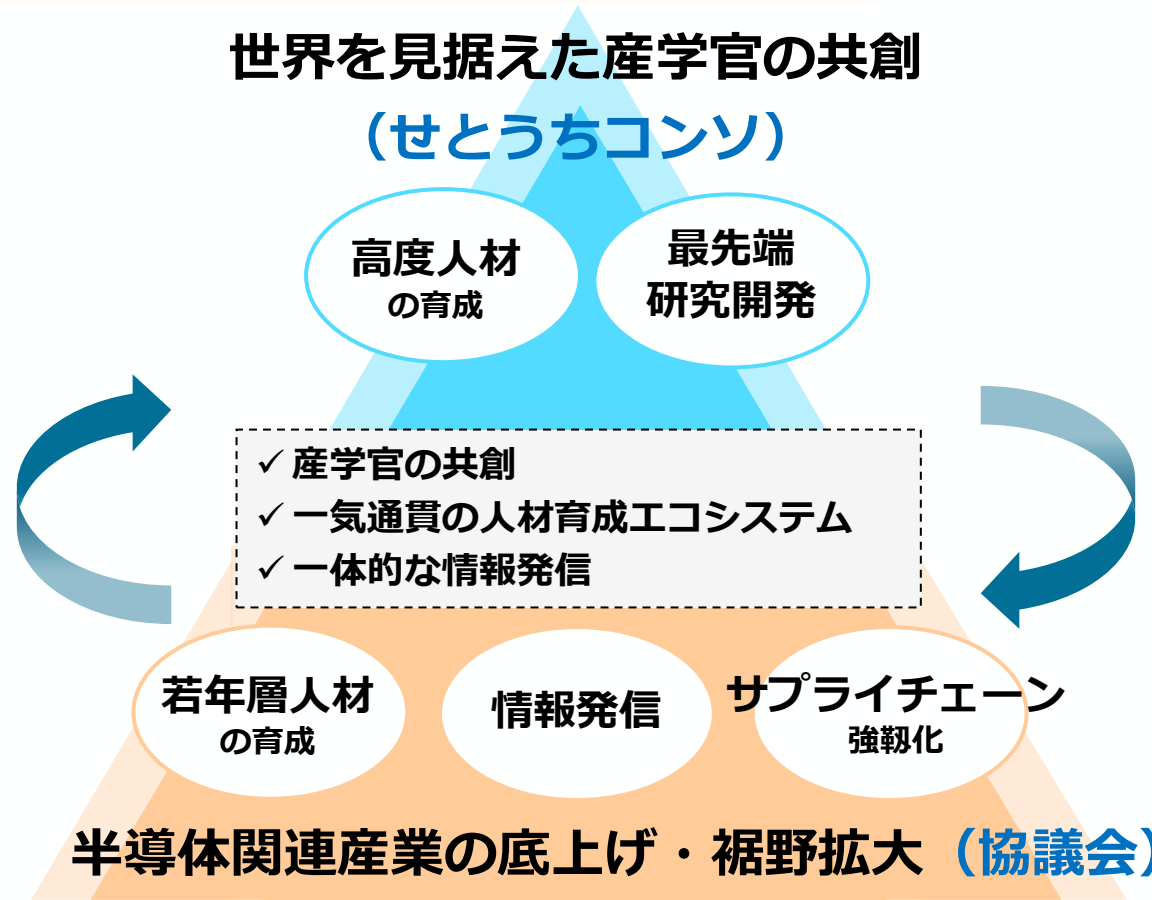 世界を見据えた産学官の共創
（せとうちコンソ）
高度人材
の育成
最先端
研究開発
✓ 産学官の共創
✓ 一気通貫の人材育成エコシステム
✓ 一体的な情報発信
若年層人材
の育成
情報発信
サプライチェーン
強靱化
半導体関連産業の底上げ・裾野拡大（協議会）